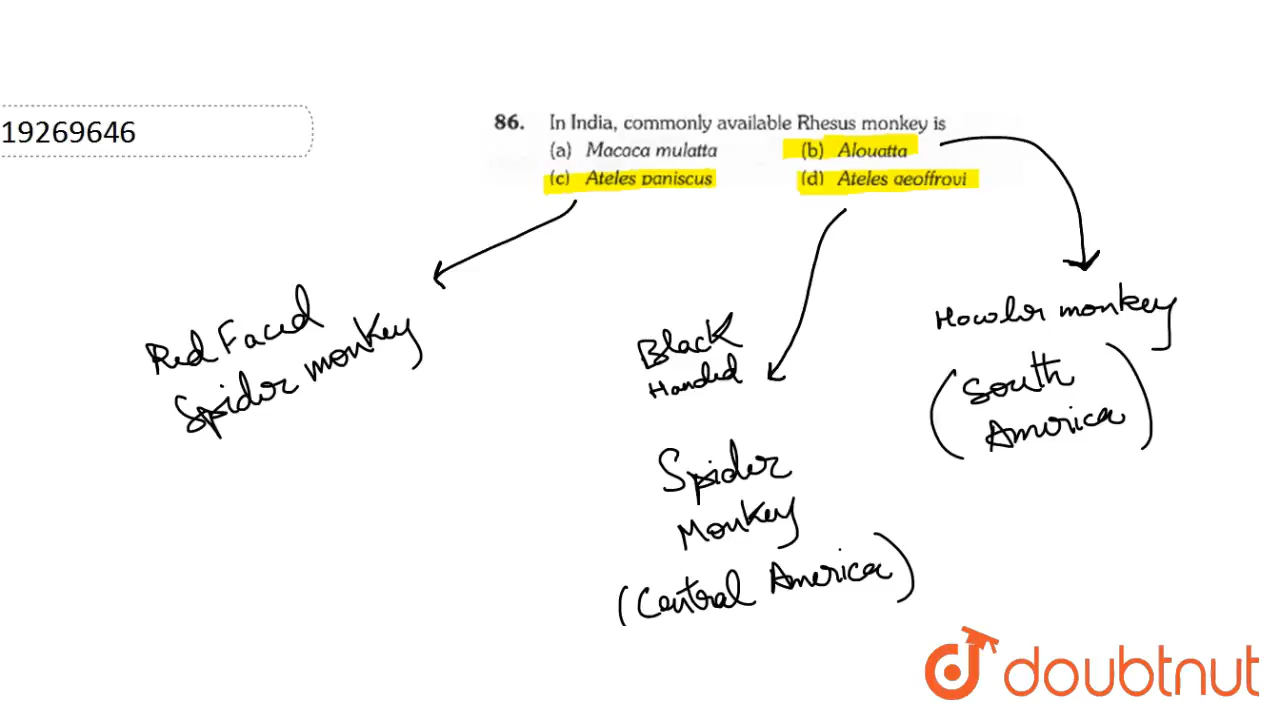 19269646
86. In India, commonly available Rhesus monkey is
(a) Macaca mulatta (b) Alouatta
(c) Ateles paniscus (d) Ateles geoffroyi
Red Faced
Spider monkey
Black
Handed
Spider
Monkey
(Central America)
Howler monkey
(South
America)
doubtnut